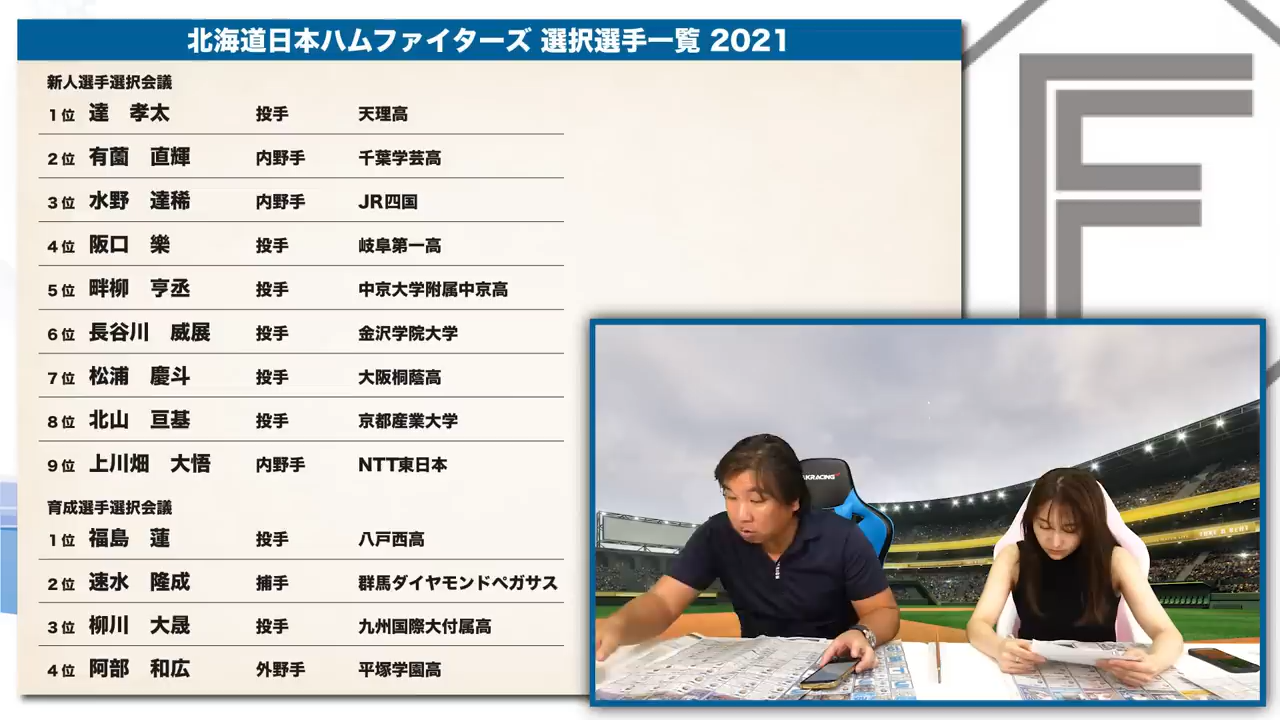 北海道日本ハムファイターズ 選択選手一覧 2021
新人選手選択会議
1位 達 孝太 投手 天理高
2位 有薗 直輝 内野手 千葉学芸高
3位 水野 達稀 内野手 JR四国
4位 阪口 樂 投手 岐阜第一高
5位 畔柳 亨丞 投手 中京大学附属中京高
6位 長谷川 威展 投手 金沢学院大学
7位 松浦 慶斗 投手 大阪桐蔭高
8位 北山 亘基 投手 京都産業大学
9位 上川畑 大悟 内野手 NTT東日本
育成選手選択会議
1位 福島 蓮 投手 八戸西高
2位 速水 隆成 捕手 群馬ダイヤモンドペガサス
3位 柳川 大晟 投手 九州国際大付属高
4位 阿部 和広 外野手 平塚学園高
F
AKRACING